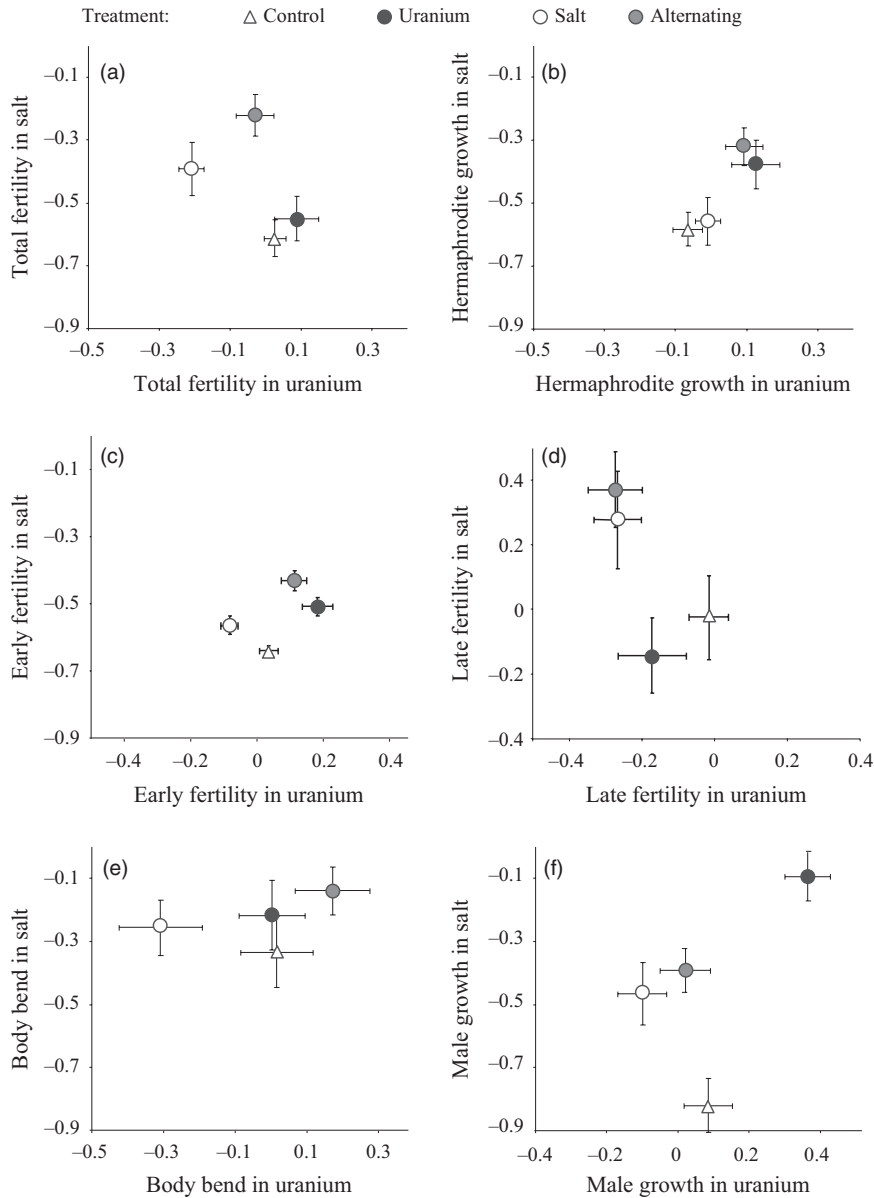 Treatment: Control Uranium Salt Alternating
(a)
Total fertility in salt
–0.1
–0.3
–0.5
–0.7
–0.9
–0.5 –0.3 –0.1 0.1 0.3
Total fertility in uranium
(b)
Hermaphrodite growth in salt
–0.1
–0.3
–0.5
–0.7
–0.9
–0.5 –0.3 –0.1 0.1 0.3
Hermaphrodite growth in uranium
(c)
Early fertility in salt
–0.1
–0.3
–0.5
–0.7
–0.9
–0.4 –0.2 0 0.2 0.4
Early fertility in uranium
(d)
Late fertility in salt
0.4
0.2
0
–0.2
–0.4
–0.4 –0.2 0 0.2 0.4
Late fertility in uranium
(e)
Body bend in salt
–0.1
–0.3
–0.5
–0.7
–0.9
–0.5 –0.3 –0.1 0.1 0.3
Body bend in uranium
(f)
Male growth in salt
–0.1
–0.3
–0.5
–0.7
–0.9
–0.4 –0.2 0 0.2 0.4
Male growth in uranium